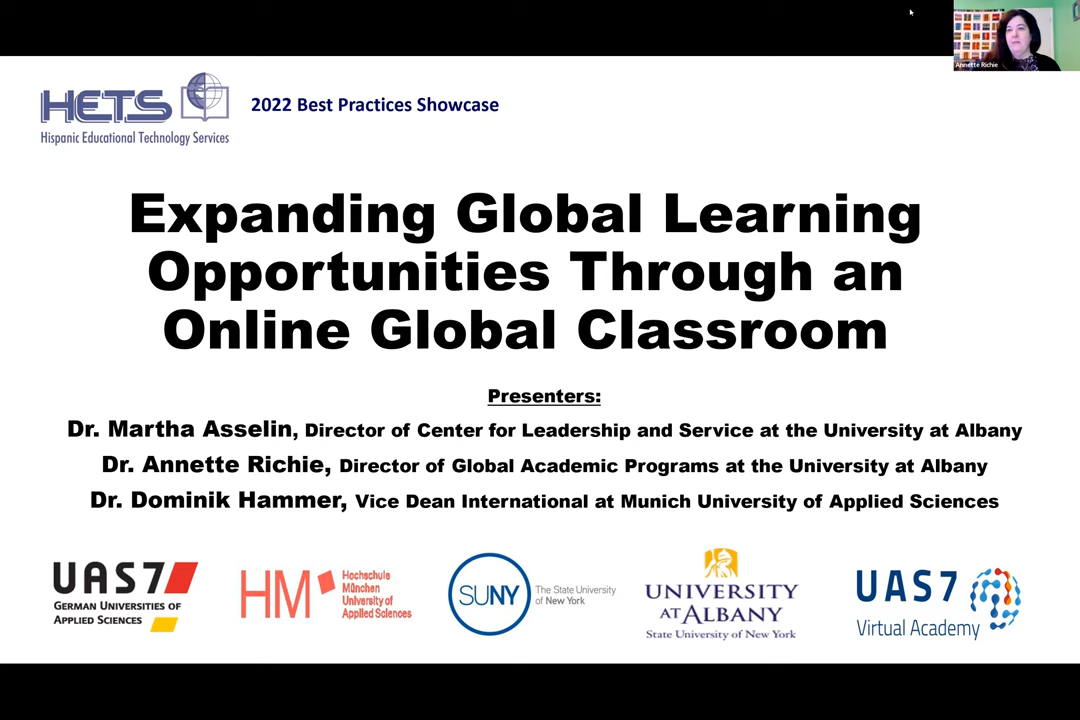 Annette Richie
HETS
Hispanic Educational Technology Services
2022 Best Practices Showcase
Expanding Global Learning
Opportunities Through an
Online Global Classroom
Presenters:
Dr. Martha Asselin, Director of Center for Leadership and Service at the University at Albany
Dr. Annette Richie, Director of Global Academic Programs at the University at Albany
Dr. Dominik Hammer, Vice Dean International at Munich University of Applied Sciences
UAS7
GERMAN UNIVERSITIES OF
APPLIED SCIENCES
HM
Hochschule
München
University of
Applied Sciences
SUNY
The State University
of New York
UNIVERSITY
AT ALBANY
State University of New York
UAS7
Virtual Academy